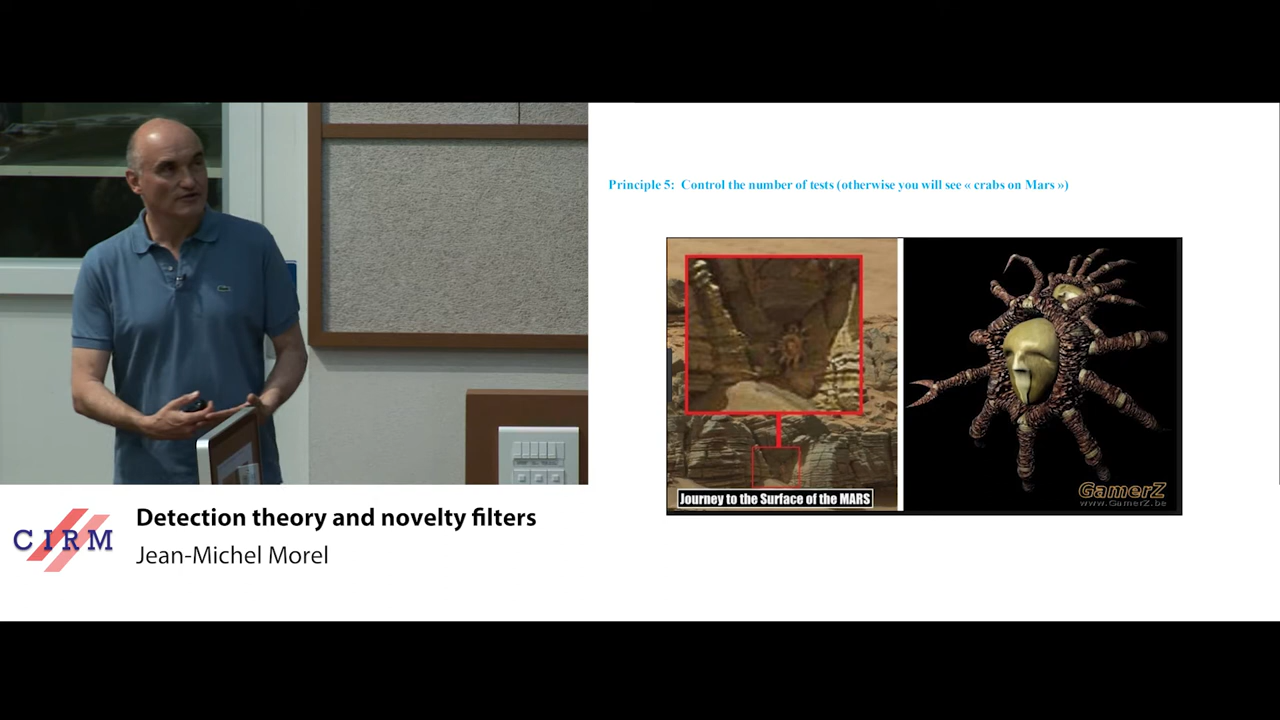 Principle 5: Control the number of tests (otherwise you will see « crabs on Mars »)
Journey to the Surface of the MARS
GamerZ
www.GamerZ.be
CIRM
Detection theory and novelty filters
Jean-Michel Morel